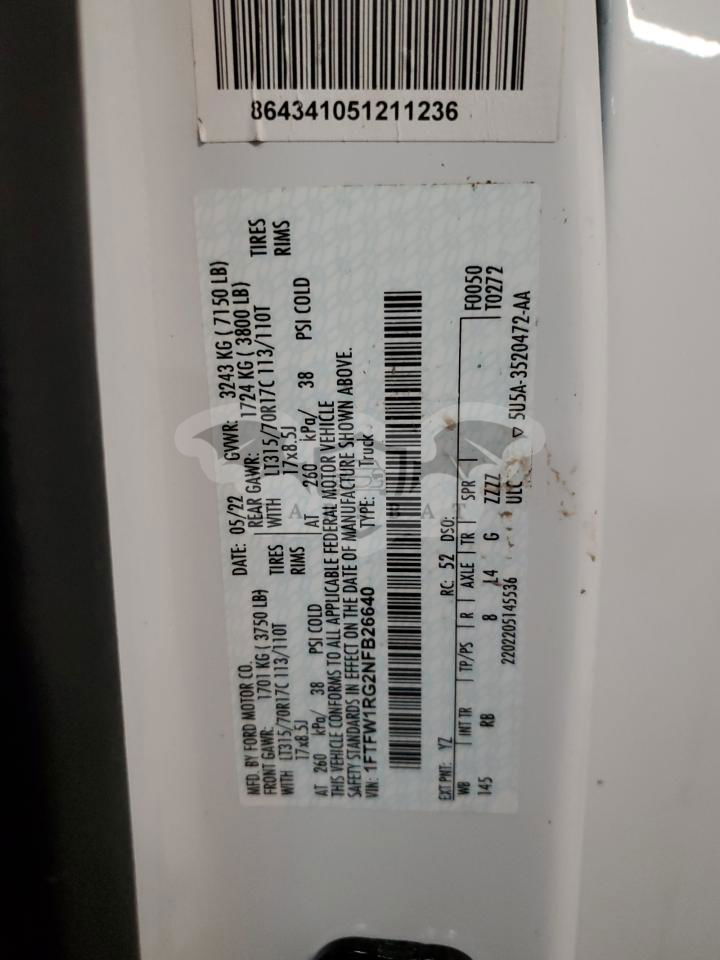 864341051211236
MFD. BY FORD MOTOR CO.
DATE: 05/22 GVWR: 3243 KG ( 7150 LB)
FRONT GAWR: 1701 KG ( 3750 LB)
REAR GAWR: 1724 KG ( 3800 LB)
WITH LT315/70R17C 113/110T TIRES
WITH LT315/70R17C 113/110T TIRES
17x8.5J RIMS
17x8.5J RIMS
AT 260 kPa/ 38 PSI COLD
AT 260 kPa/ 38 PSI COLD
THIS VEHICLE CONFORMS TO ALL APPLICABLE FEDERAL MOTOR VEHICLE
SAFETY STANDARDS IN EFFECT ON THE DATE OF MANUFACTURE SHOWN ABOVE.
VIN: 1FTFW1RG2NFB26640 TYPE: Truck
EXT PNT: YZ RC: 52 DSO: F0050
WB INT TR TP/PS R AXLE TR SPR T0272
145 RB 8 L4 G ZZZZ
2202205145536 ULC ▽ 5U5A-3520472-AA